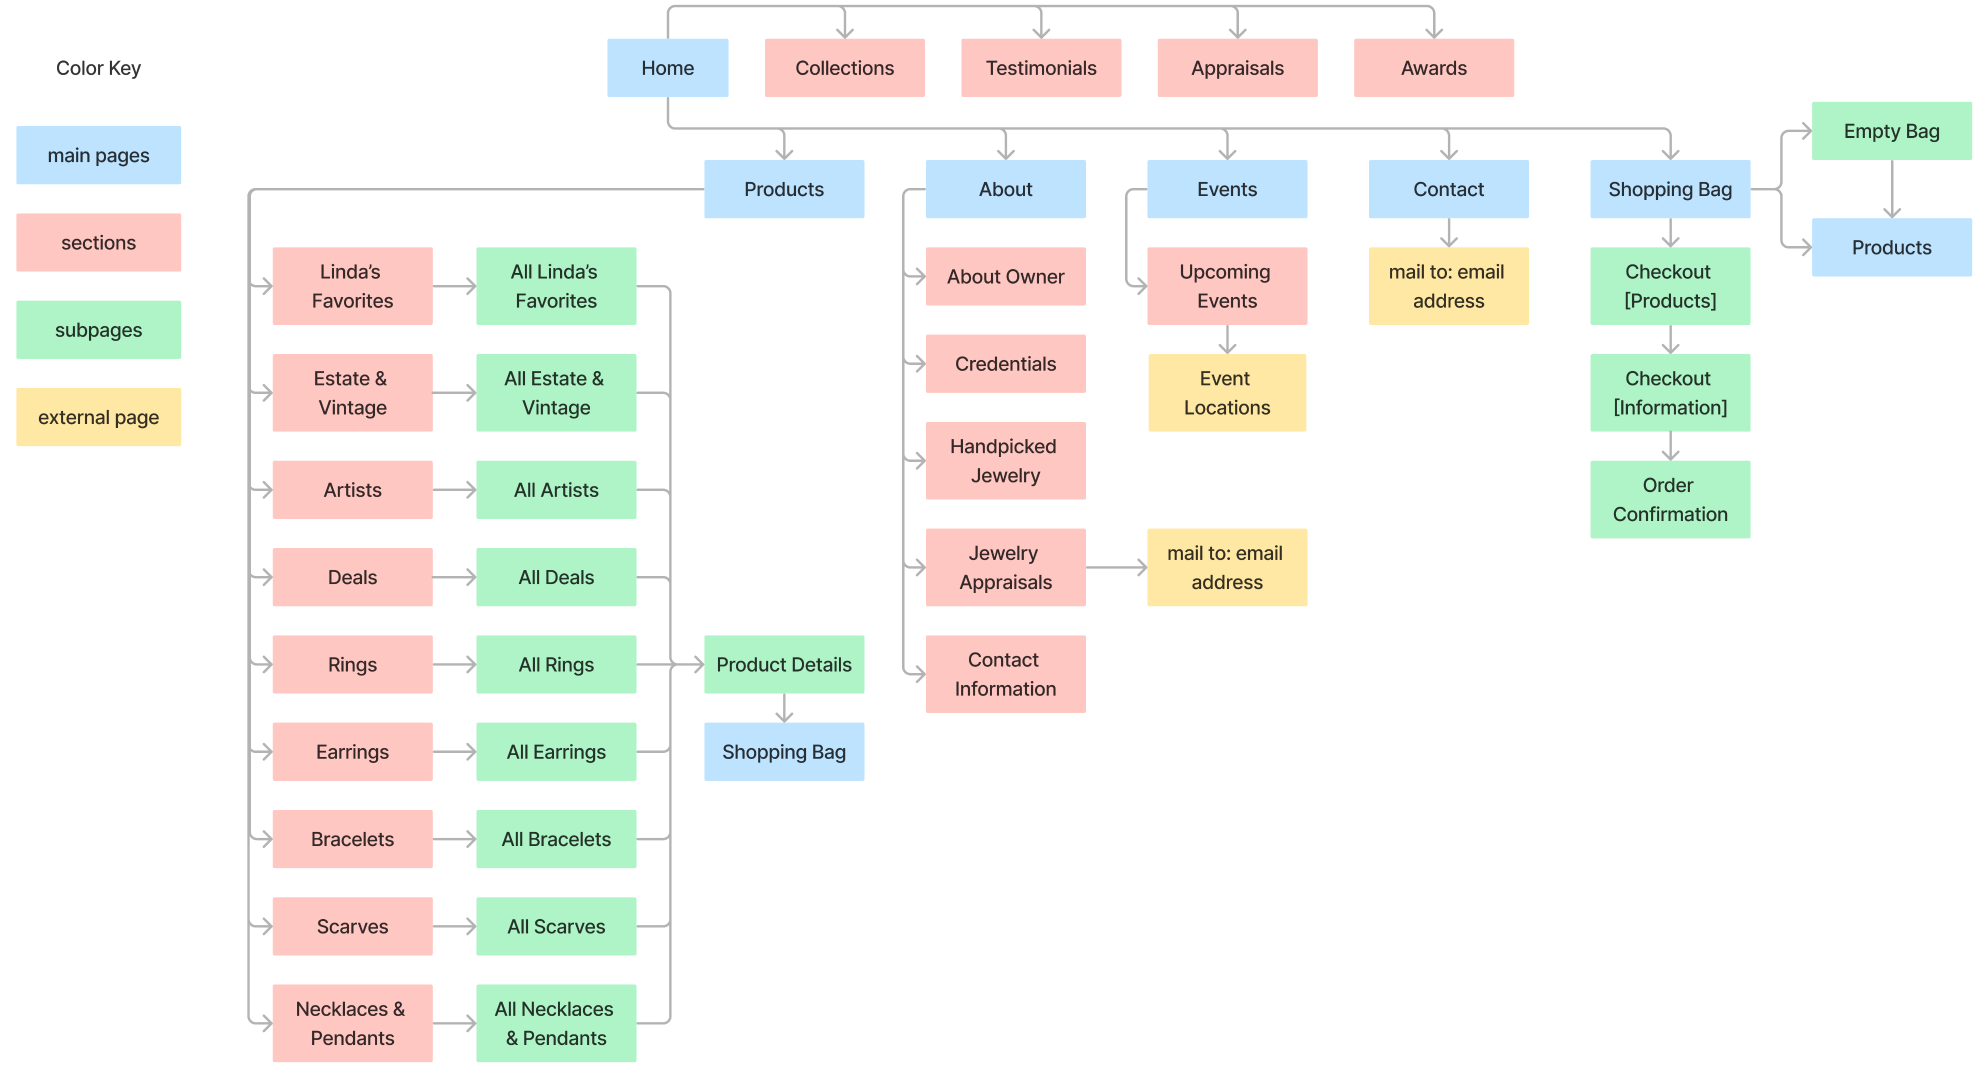 Color Key
main pages
sections
subpages
external page
Home
Collections
Testimonials
Appraisals
Awards
Products
About
Events
Contact
Shopping Bag
Empty Bag
Products
Linda’s
Favorites
All Linda’s
Favorites
Estate &
Vintage
All Estate &
Vintage
Artists
All Artists
Deals
All Deals
Rings
All Rings
Earrings
All Earrings
Bracelets
All Bracelets
Scarves
All Scarves
Necklaces &
Pendants
All Necklaces
& Pendants
Product Details
Shopping Bag
About Owner
Credentials
Handpicked
Jewelry
Jewelry
Appraisals
mail to: email
address
Contact
Information
Upcoming
Events
Event
Locations
mail to: email
address
Checkout
[Products]
Checkout
[Information]
Order
Confirmation